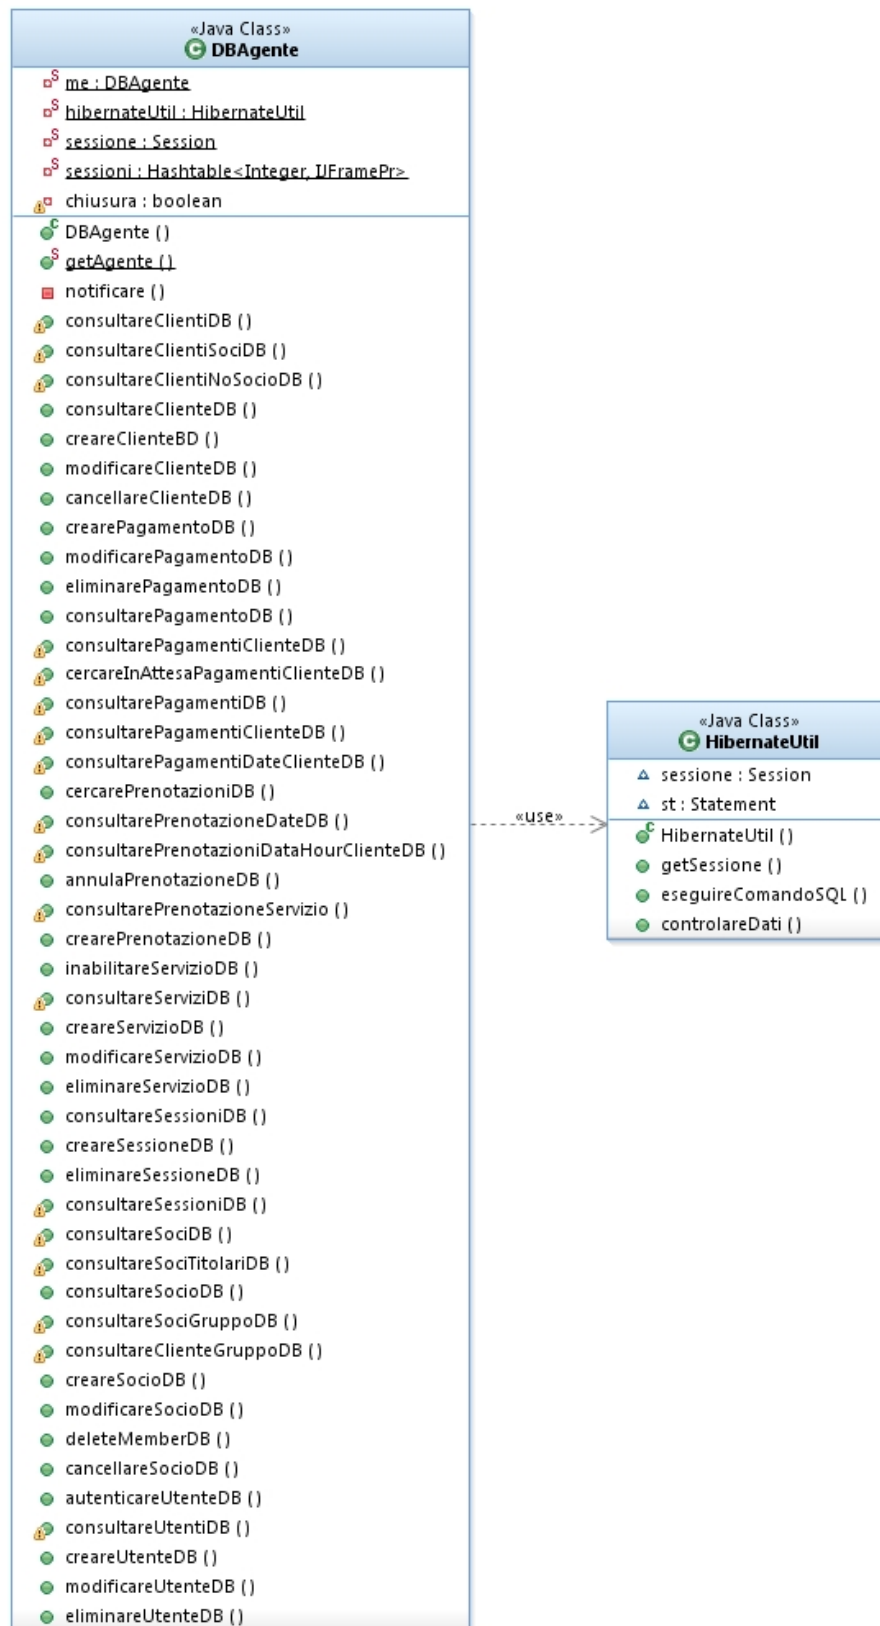 «Java Class»
DBAgente
me : DBAgente
hibernateUtil : HibernateUtil
sessione : Session
sessioni : Hashtable<Integer, IJFramePr>
chiusura : boolean
DBAgente ()
getAgente ()
notificare ()
consultareClientiDB ()
consultareClientiSociDB ()
consultareClientiNoSocioDB ()
consultareClienteDB ()
creareClienteBD ()
modificareClienteDB ()
cancellareClienteDB ()
crearePagamentoDB ()
modificarePagamentoDB ()
eliminarePagamentoDB ()
consultarePagamentoDB ()
consultarePagamentiClienteDB ()
cercareInAttesaPagamentiClienteDB ()
consultarePagamentiDB ()
consultarePagamentiClienteDB ()
consultarePagamentiDateClienteDB ()
cercarePrenotazioniDB ()
consultarePrenotazioneDateDB ()
consultarePrenotazioniDataHourClienteDB ()
annulaPrenotazioneDB ()
consultarePrenotazioneServizio ()
crearePrenotazioneDB ()
inabilitareServizioDB ()
consultareServiziDB ()
creareServizioDB ()
modificareServizioDB ()
eliminareServizioDB ()
consultareSessioniDB ()
creareSessioneDB ()
eliminareSessioneDB ()
consultareSessioniDB ()
consultareSociDB ()
consultareSociTitolariDB ()
consultareSocioDB ()
consultareSociGruppoDB ()
consultareClienteGruppoDB ()
creareSocioDB ()
modificareSocioDB ()
deleteMemberDB ()
cancellareSocioDB ()
autenticareUtenteDB ()
consultareUtentiDB ()
creareUtenteDB ()
modificareUtenteDB ()
eliminareUtenteDB ()
«use»
«Java Class»
HibernateUtil
sessione : Session
st : Statement
HibernateUtil ()
getSessione ()
eseguireComandoSQL ()
controlareDati ()